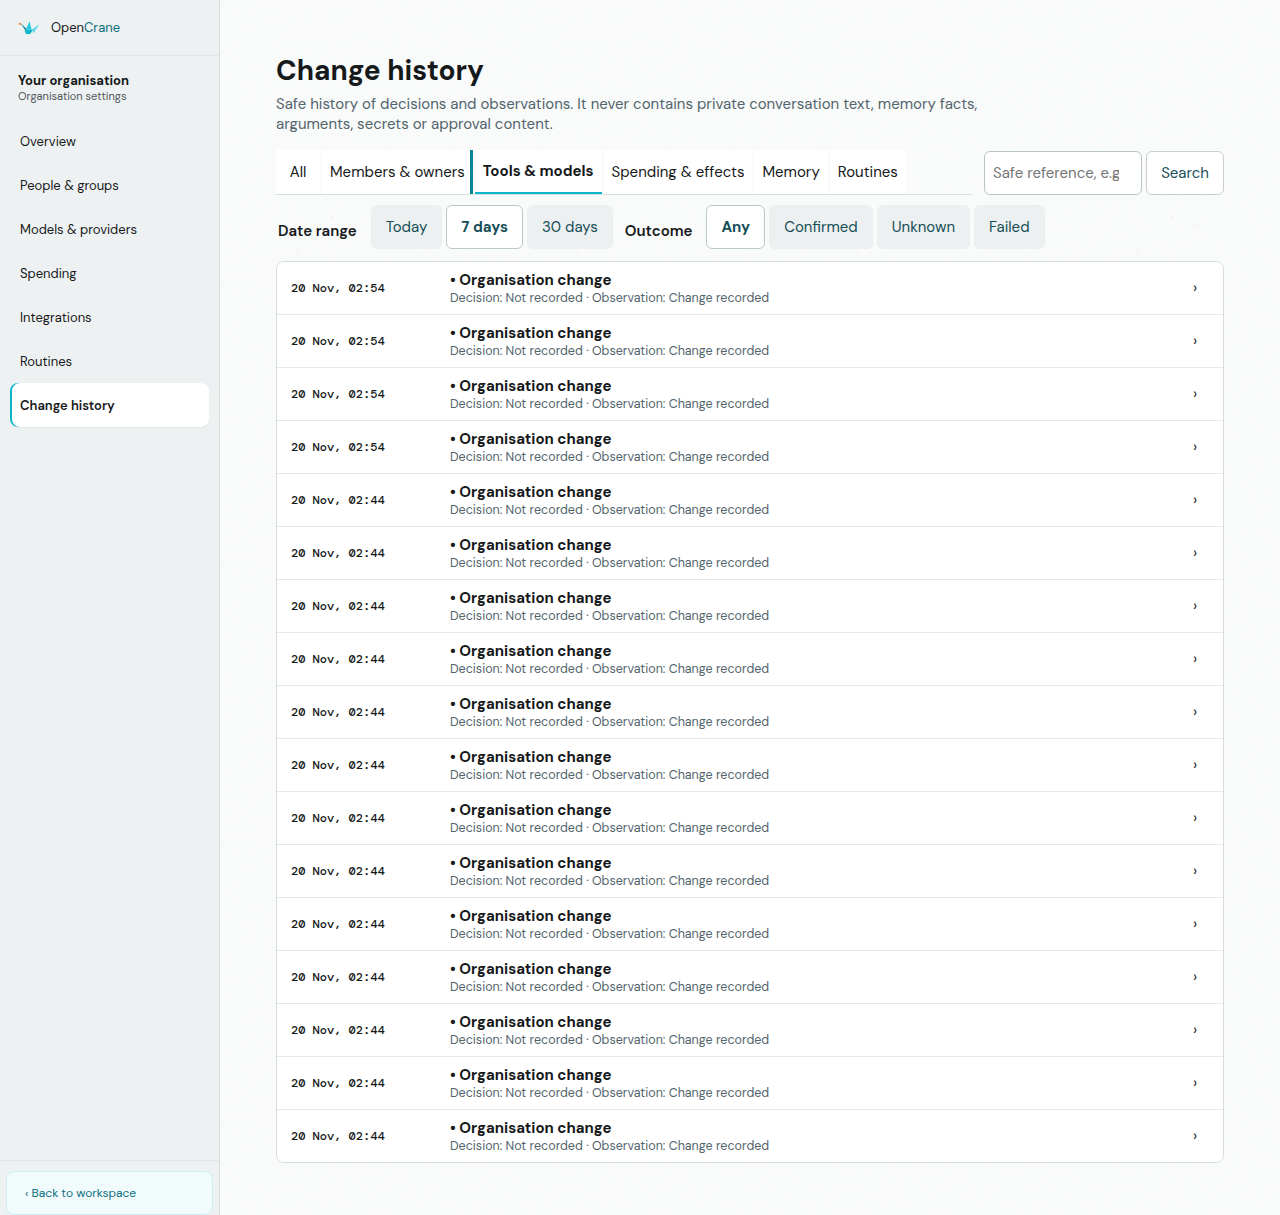 OpenCrane
Your organisation
Organisation settings
Overview
People & groups
Models & providers
Spending
Integrations
Routines
Change history
‹ Back to workspace
Change history
Safe history of decisions and observations. It never contains private conversation text, memory facts,
arguments, secrets or approval content.
All Members & owners Tools & models Spending & effects Memory Routines Safe reference, e.g Search
Date range Today 7 days 30 days Outcome Any Confirmed Unknown Failed
20 Nov, 02:54 • Organisation change ›
Decision: Not recorded · Observation: Change recorded
20 Nov, 02:54 • Organisation change ›
Decision: Not recorded · Observation: Change recorded
20 Nov, 02:54 • Organisation change ›
Decision: Not recorded · Observation: Change recorded
20 Nov, 02:54 • Organisation change ›
Decision: Not recorded · Observation: Change recorded
20 Nov, 02:44 • Organisation change ›
Decision: Not recorded · Observation: Change recorded
20 Nov, 02:44 • Organisation change ›
Decision: Not recorded · Observation: Change recorded
20 Nov, 02:44 • Organisation change ›
Decision: Not recorded · Observation: Change recorded
20 Nov, 02:44 • Organisation change ›
Decision: Not recorded · Observation: Change recorded
20 Nov, 02:44 • Organisation change ›
Decision: Not recorded · Observation: Change recorded
20 Nov, 02:44 • Organisation change ›
Decision: Not recorded · Observation: Change recorded
20 Nov, 02:44 • Organisation change ›
Decision: Not recorded · Observation: Change recorded
20 Nov, 02:44 • Organisation change ›
Decision: Not recorded · Observation: Change recorded
20 Nov, 02:44 • Organisation change ›
Decision: Not recorded · Observation: Change recorded
20 Nov, 02:44 • Organisation change ›
Decision: Not recorded · Observation: Change recorded
20 Nov, 02:44 • Organisation change ›
Decision: Not recorded · Observation: Change recorded
20 Nov, 02:44 • Organisation change ›
Decision: Not recorded · Observation: Change recorded
20 Nov, 02:44 • Organisation change ›
Decision: Not recorded · Observation: Change recorded